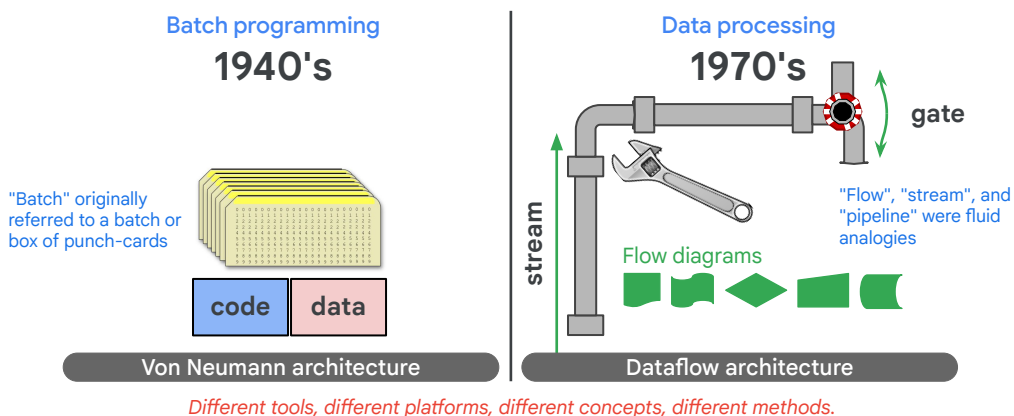 Batch programming
1940's
"Batch" originally
referred to a batch or
box of punch-cards
code
data
Von Neumann architecture
Data processing
1970's
gate
stream
"Flow", "stream", and
"pipeline" were fluid
analogies
Flow diagrams
Dataflow architecture
Different tools, different platforms, different concepts, different methods.